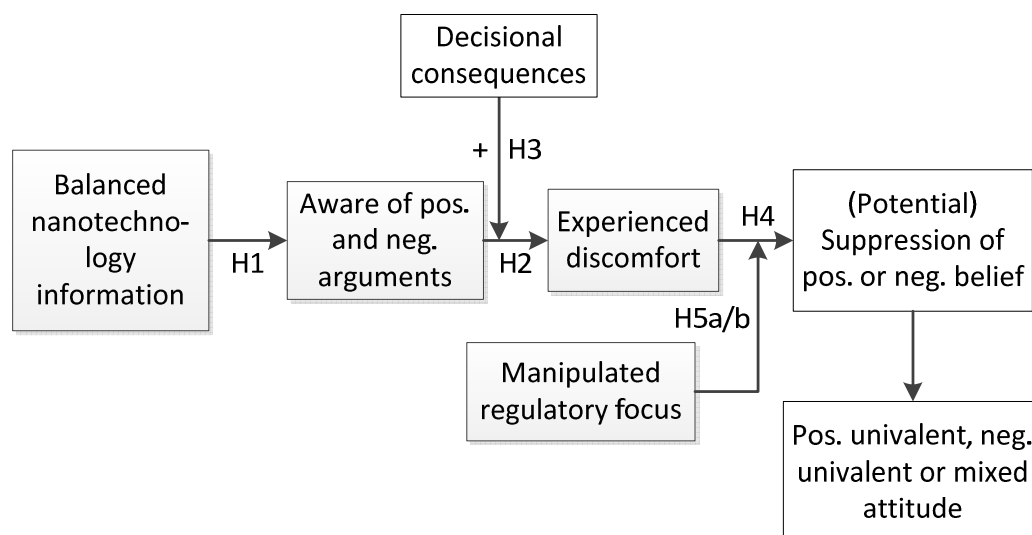 Decisional
consequences
+ H3
Balanced
nanotechno-
logy
information
H1
Aware of pos.
and neg.
arguments
H2
Experienced
discomfort
H4
(Potential)
Suppression of
pos. or neg. belief
H5a/b
Manipulated
regulatory focus
Pos. univalent, neg.
univalent or mixed
attitude